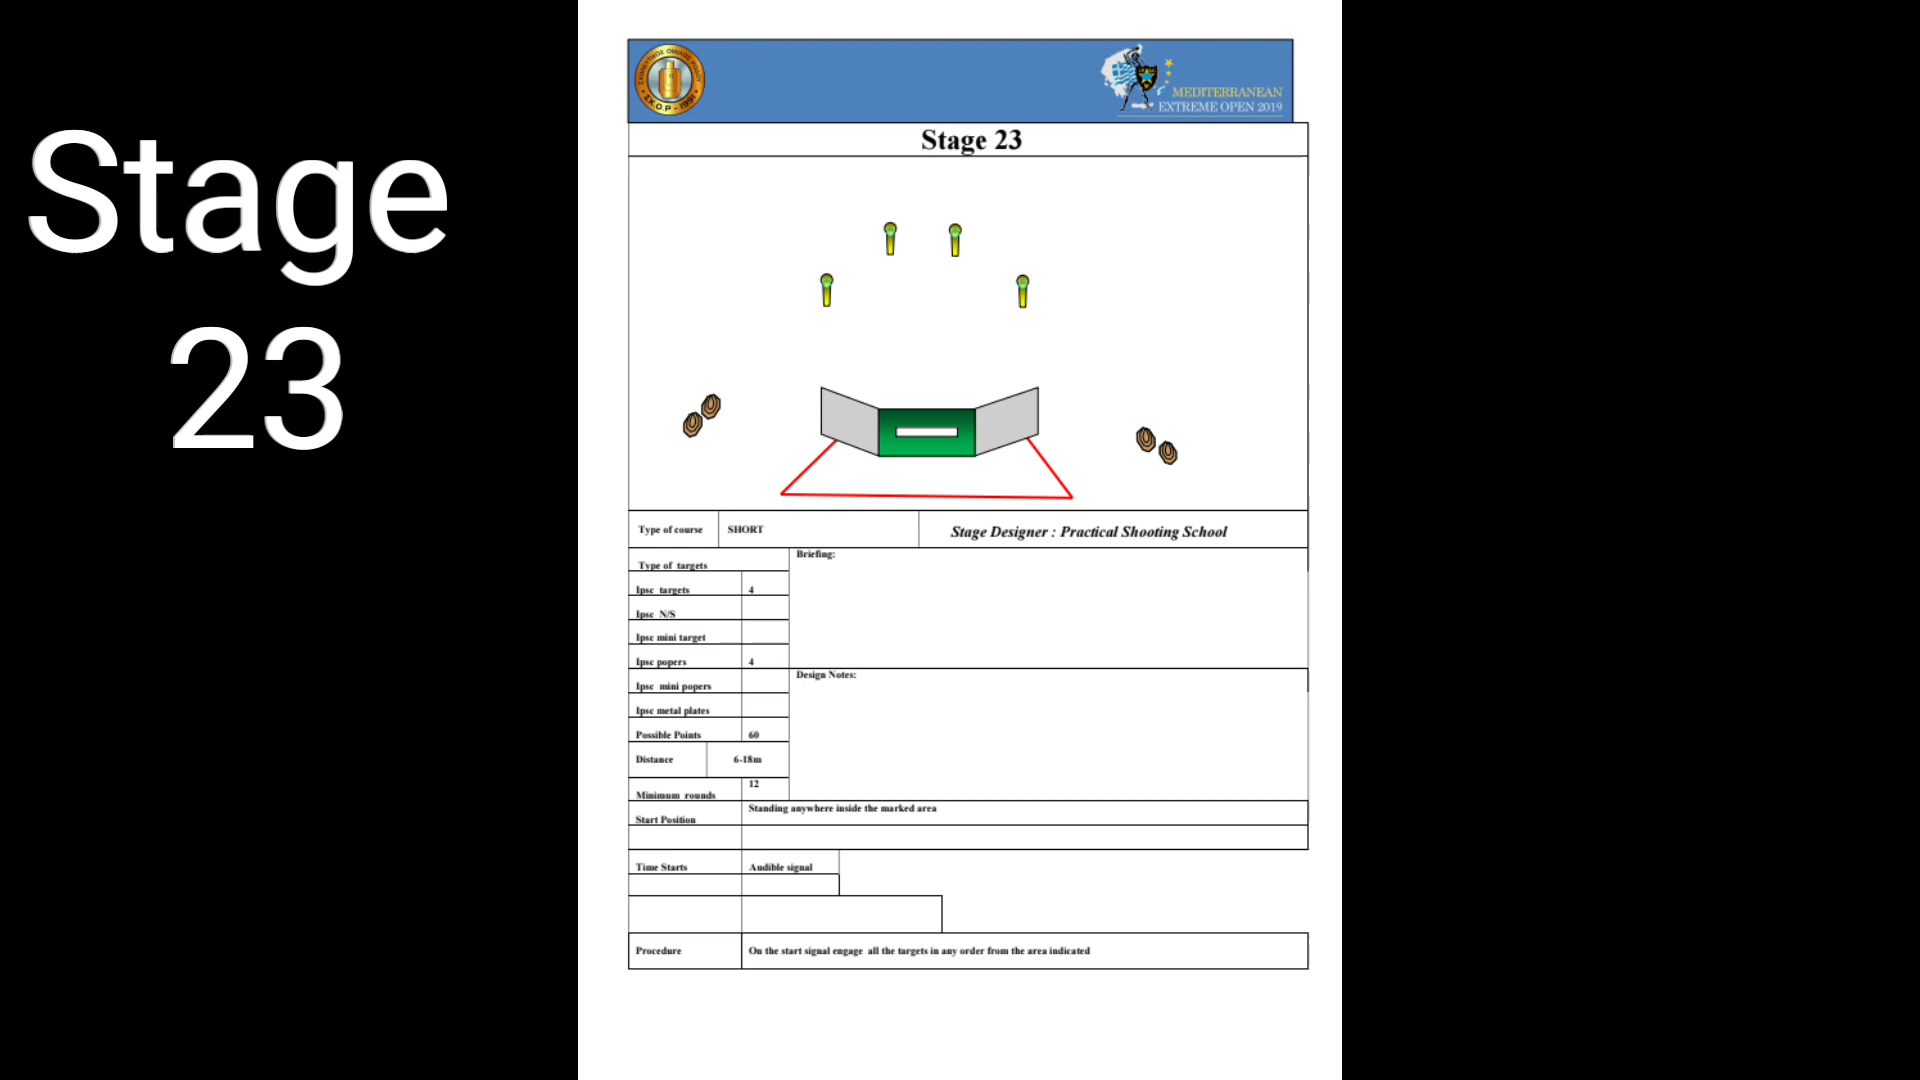 Stage
23
ΣΚΟΠΕΥΤΙΚΟΣ ΟΜΙΛΟΣ ΡΟΔΟΥ
Σ.Κ.Ο.Ρ - 1991
MEDITERRANEAN
EXTREME OPEN 2019
Stage 23
Type of course SHORT Stage Designer : Practical Shooting School
Type of targets
Briefing:
Ipsc targets 4
Ipsc N/S
Ipsc mini target
Ipsc popers 4
Design Notes:
Ipsc mini popers
Ipsc metal plates
Possible Points 60
Distance 6-18m
Minimum rounds 12
Start Position Standing anywhere inside the marked area
Time Starts Audible signal
Procedure On the start signal engage all the targets in any order from the area indicated